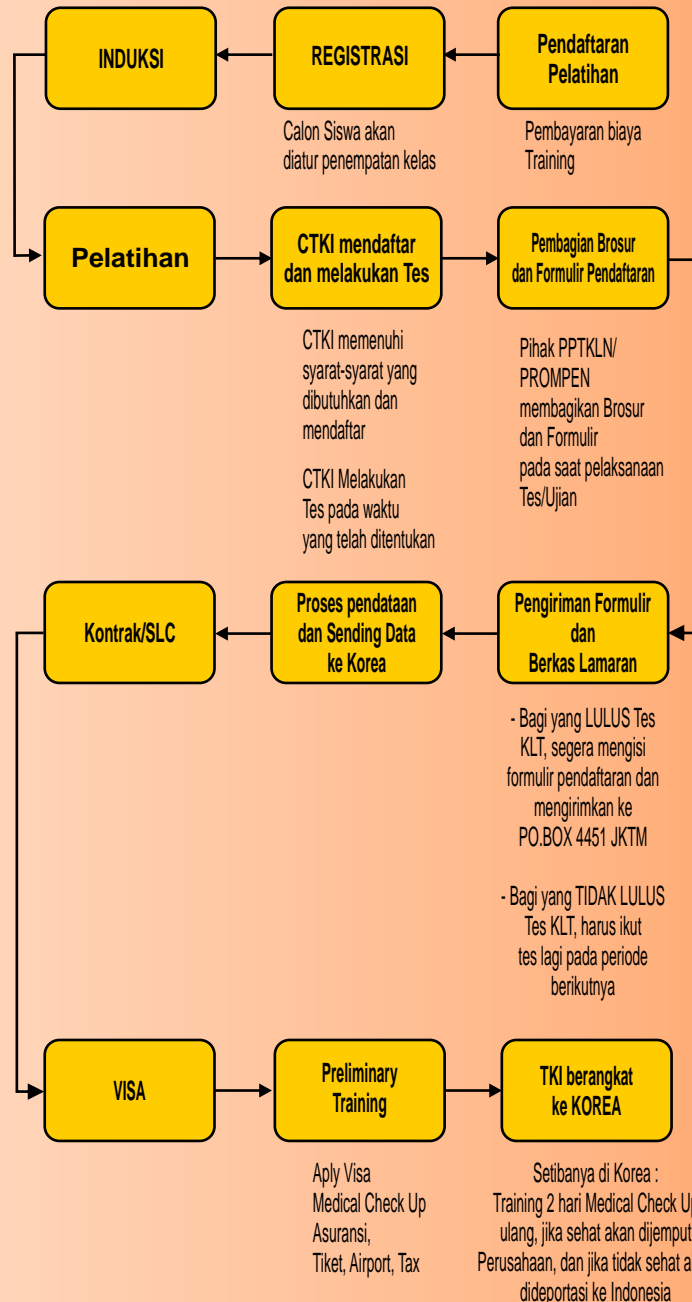 INDUKSI
REGISTRASI
Pendaftaran
Pelatihan
Calon Siswa akan
diatur penempatan kelas
Pembayaran biaya
Training
Pelatihan
CTKI mendaftar
dan melakukan Tes
Pembagian Brosur
dan Formulir Pendaftaran
CTKI memenuhi
syarat-syarat yang
dibutuhkan dan
mendaftar
CTKI Melakukan
Tes pada waktu
yang telah ditentukan
Pihak PPTKLN/
PROMPEN
membagikan Brosur
dan Formulir
pada saat pelaksanaan
Tes/Ujian
Kontrak/SLC
Proses pendataan
dan Sending Data
ke Korea
Pengiriman Formulir
dan
Berkas Lamaran
- Bagi yang LULUS Tes
KLT, segera mengisi
formulir pendaftaran dan
mengirimkan ke
PO.BOX 4451 JKTM
- Bagi yang TIDAK LULUS
Tes KLT, harus ikut
tes lagi pada periode
berikutnya
VISA
Preliminary
Training
TKI berangkat
ke KOREA
Aply Visa
Medical Check Up
Asuransi,
Tiket, Airport, Tax
Setibanya di Korea :
Training 2 hari Medical Check Up
ulang, jika sehat akan dijemput
Perusahaan, dan jika tidak sehat
dideportasi ke Indonesia